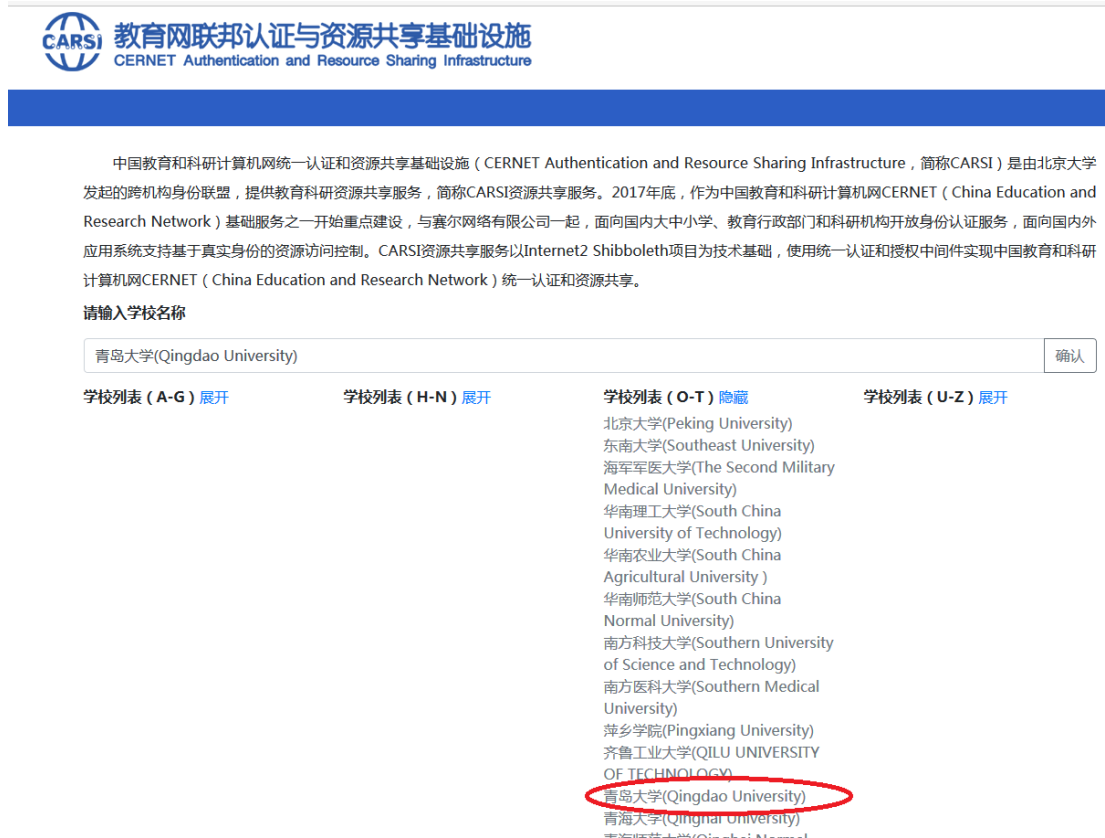 CARSI 教育网联邦认证与资源共享基础设施
CERNET Authentication and Resource Sharing Infrastructure
中国教育和科研计算机网统一认证和资源共享基础设施（CERNET Authentication and Resource Sharing Infrastructure，简称CARSI）是由北京大学
发起的跨机构身份联盟，提供教育科研资源共享服务，简称CARSI资源共享服务。2017年底，作为中国教育和科研计算机网CERNET（China Education and
Research Network）基础服务之一开始重点建设，与赛尔网络有限公司一起，面向国内大中小学、教育行政部门和科研机构开放身份认证服务，面向国内外
应用系统支持基于真实身份的资源访问控制。CARSI资源共享服务以Internet2 Shibboleth项目为技术基础，使用统一认证和授权中间件实现中国教育和科研
计算机网CERNET（China Education and Research Network）统一认证和资源共享。
请输入学校名称
青岛大学(Qingdao University) 确认
学校列表（A-G）展开 学校列表（H-N）展开 学校列表（O-T）隐藏 学校列表（U-Z）展开
北京大学(Peking University)
东南大学(Southeast University)
海军军医大学(The Second Military
Medical University)
华南理工大学(South China
University of Technology)
华南农业大学(South China
Agricultural University )
华南师范大学(South China
Normal University)
南方科技大学(Southern University
of Science and Technology)
南方医科大学(Southern Medical
University)
萍乡学院(Pingxiang University)
齐鲁工业大学(QILU UNIVERSITY
OF TECHNOLOGY)
青岛大学(Qingdao University)
青海大学(Qinghai University)
青海师范大学(Qinghai Normal